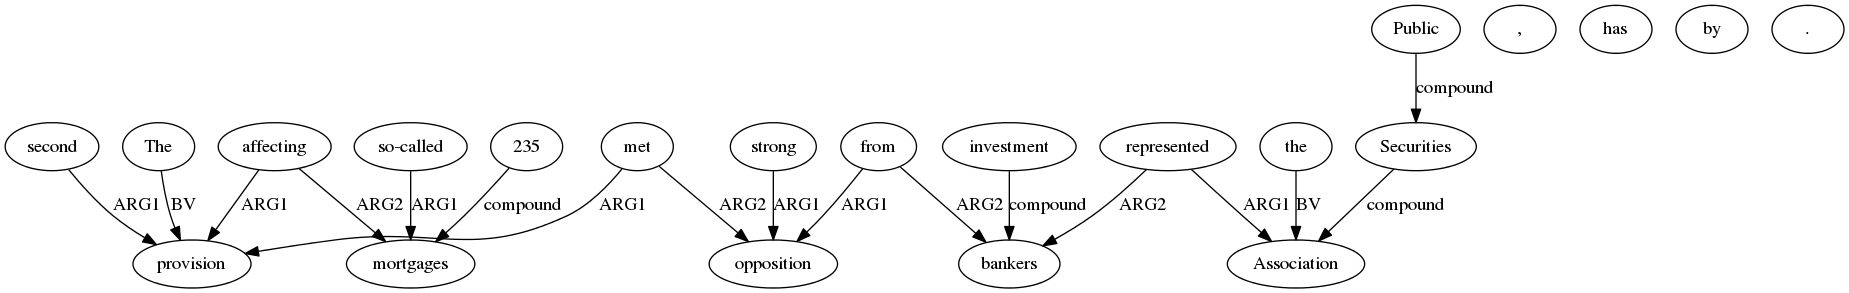 Public , has by .
compound
second The affecting so-called 235 met strong from investment represented the Securities
ARG1 BV ARG1 ARG2 ARG1 compound ARG1 ARG2 ARG1 ARG1 ARG2 compound ARG2 ARG1 BV compound
provision mortgages opposition bankers Association